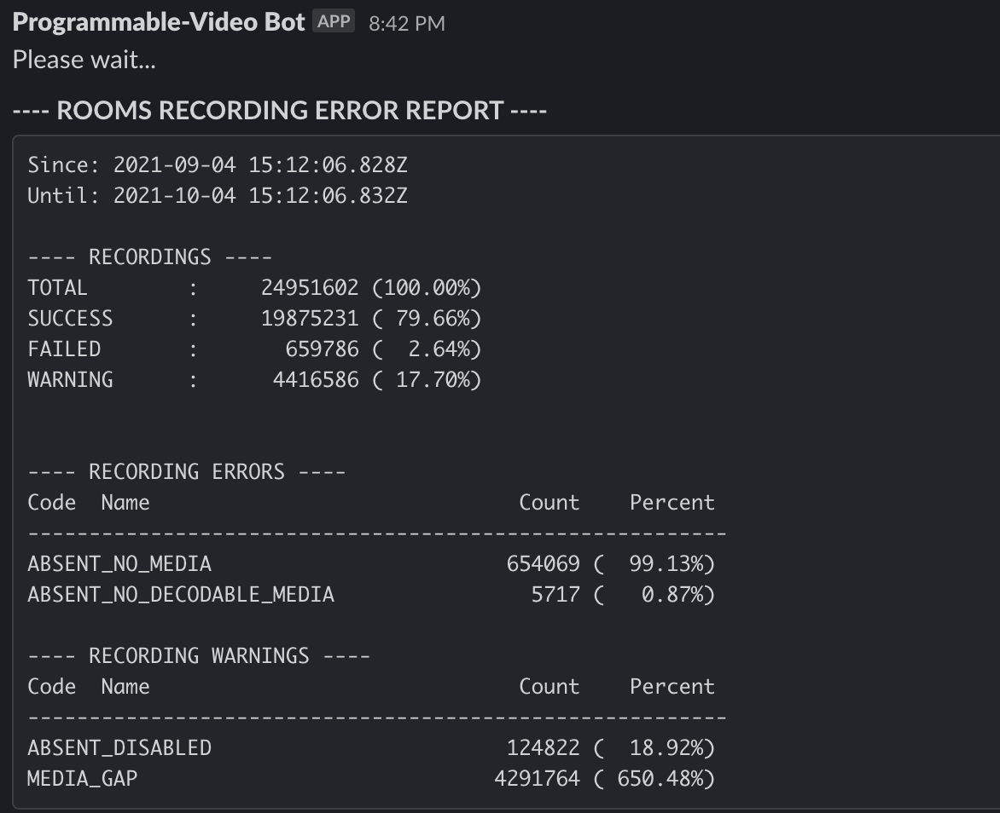 Programmable-Video Bot APP 8:42 PM
Please wait...
---- ROOMS RECORDING ERROR REPORT ----
Since: 2021-09-04 15:12:06.828Z
Until: 2021-10-04 15:12:06.832Z
---- RECORDINGS ----
TOTAL : 24951602 (100.00%)
SUCCESS : 19875231 ( 79.66%)
FAILED : 659786 ( 2.64%)
WARNING : 4416586 ( 17.70%)
---- RECORDING ERRORS ----
Code Name Count Percent
---------------------------------------------------------
ABSENT_NO_MEDIA 654069 ( 99.13%)
ABSENT_NO_DECODABLE_MEDIA 5717 ( 0.87%)
---- RECORDING WARNINGS ----
Code Name Count Percent
---------------------------------------------------------
ABSENT_DISABLED 124822 ( 18.92%)
MEDIA_GAP 4291764 ( 650.48%)